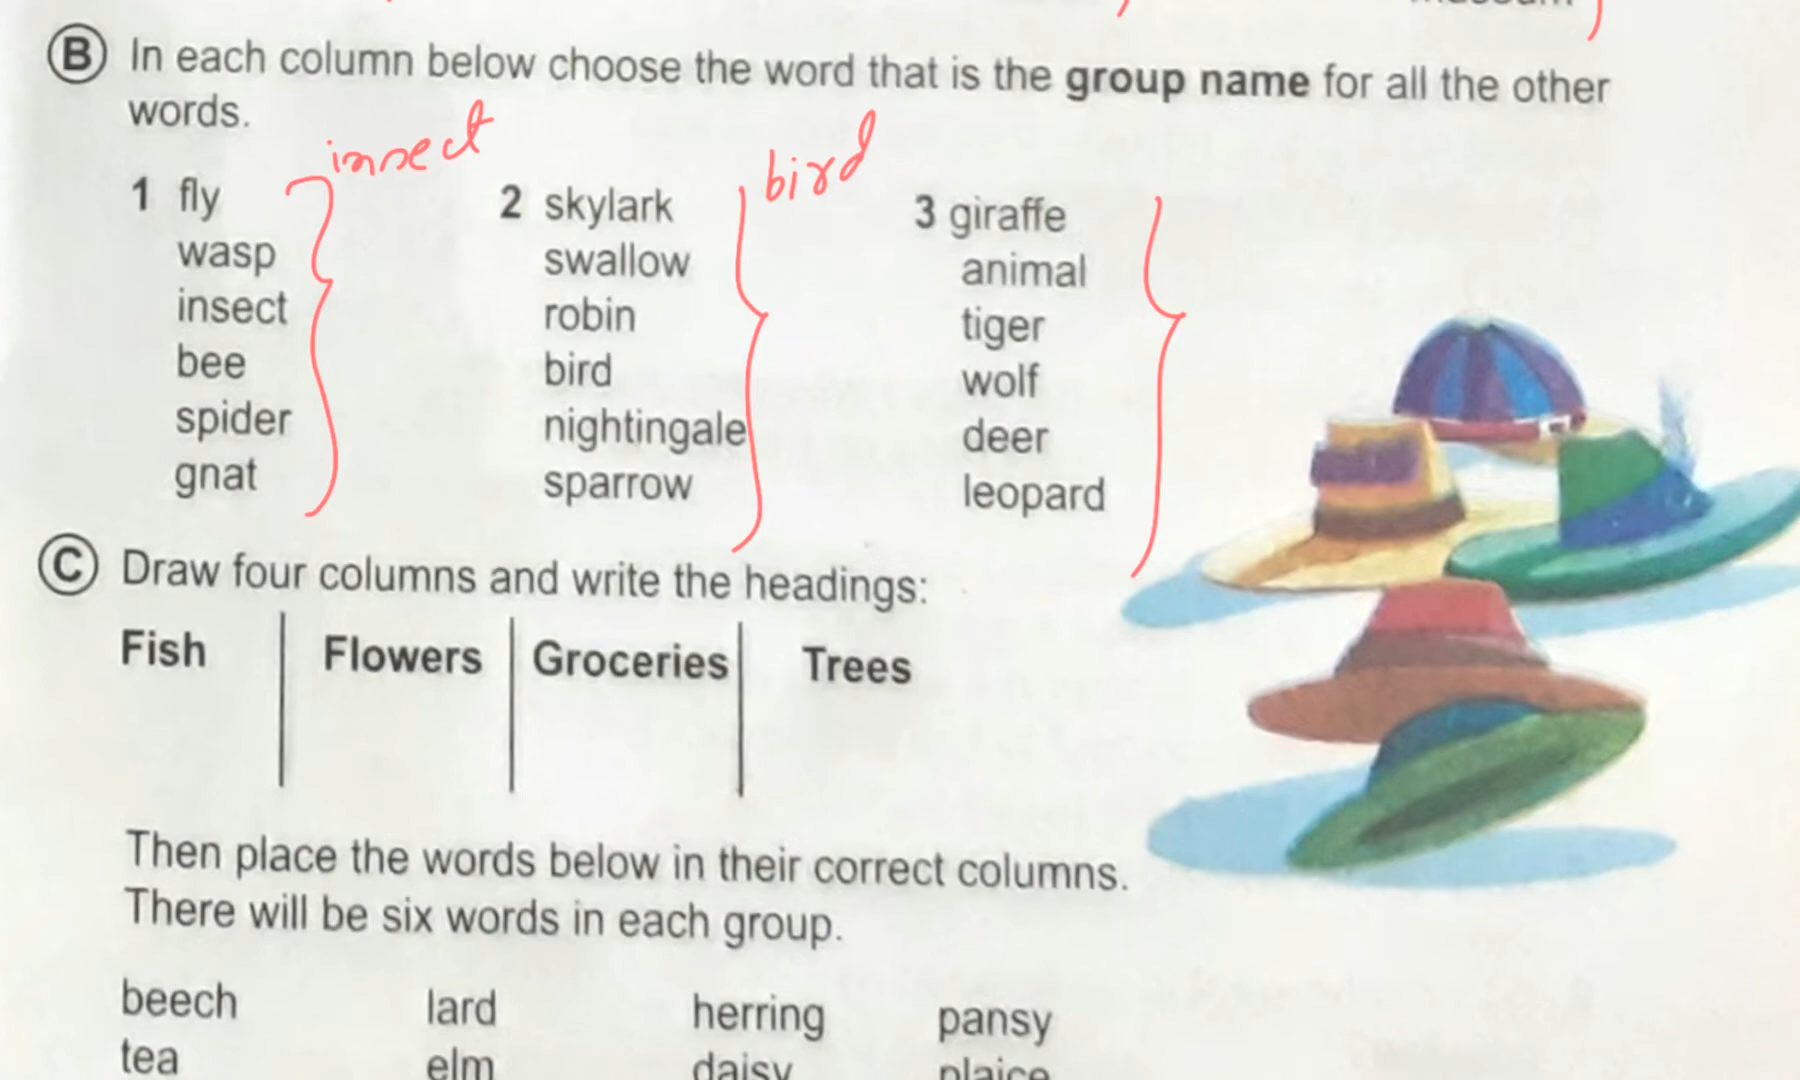 B In each column below choose the word that is the group name for all the other
words.
insect
bird
1 fly
wasp
insect
bee
spider
gnat
2 skylark
swallow
robin
bird
nightingale
sparrow
3 giraffe
animal
tiger
wolf
deer
leopard
C Draw four columns and write the headings:
Fish Flowers Groceries Trees
Then place the words below in their correct columns.
There will be six words in each group.
beech lard herring pansy
tea elm daisy plaice